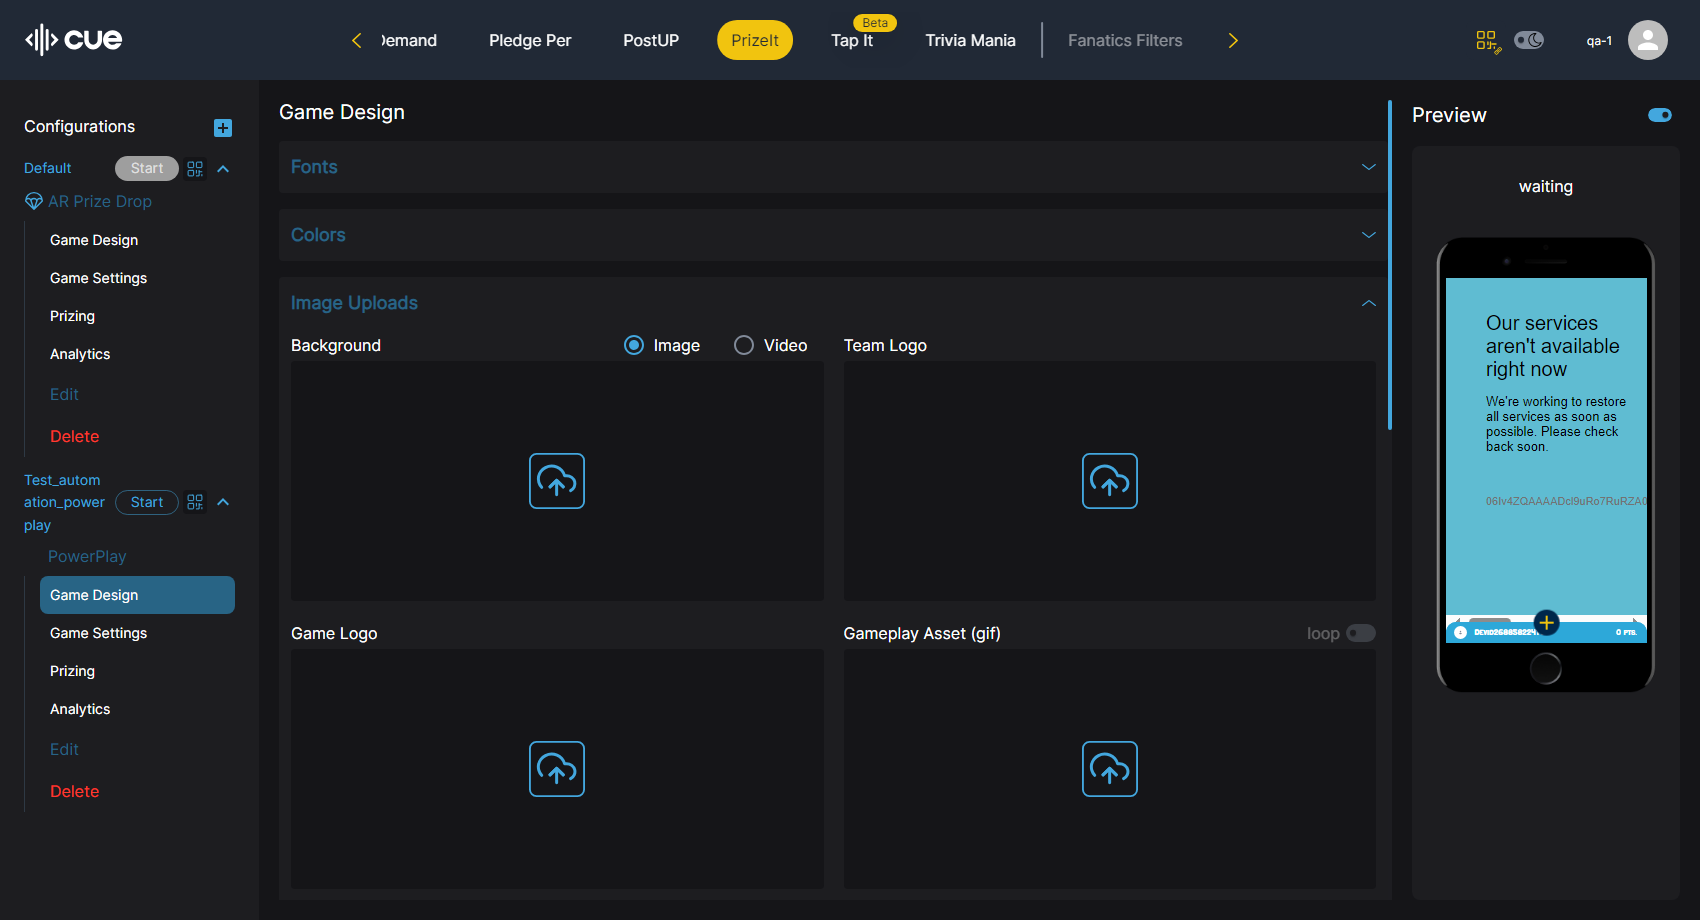 cue
Demand
Pledge Per
PostUP
PrizeIt
Beta
Tap It
Trivia Mania
Fanatics Filters
qa-1
Configurations
Default
Start
AR Prize Drop
Game Design
Game Settings
Prizing
Analytics
Edit
Delete
Test_autom
ation_power
play
Start
PowerPlay
Game Design
Game Settings
Prizing
Analytics
Edit
Delete
Game Design
Fonts
Colors
Image Uploads
Background
Image
Video
Team Logo
Game Logo
Gameplay Asset (gif)
loop
Preview
waiting
Our services
aren't available
right now
We're working to restore
all services as soon as
possible. Please check
back soon.
0 PTS.